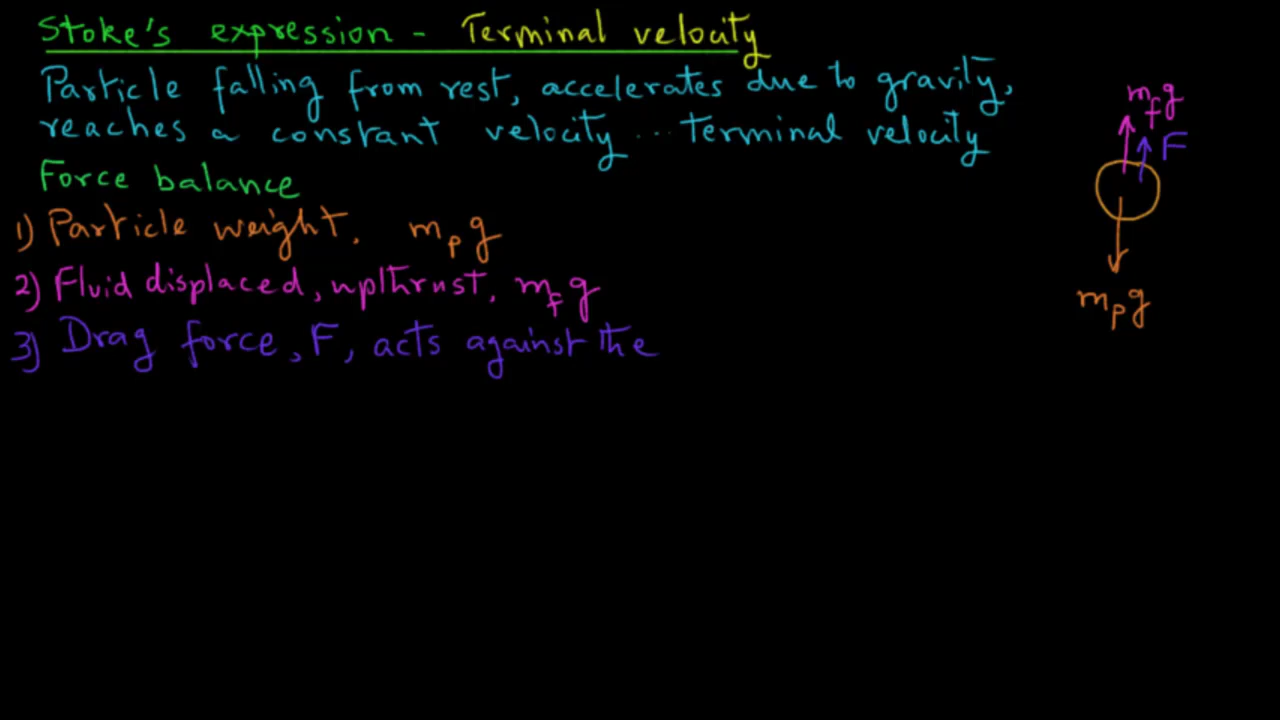 Stoke's expression - Terminal velocity
Particle falling from rest, accelerates due to gravity,
reaches a constant velocity ... Terminal velocity
Force balance
1) Particle weight, mpg
2) Fluid displaced, upthrust, mfg
3) Drag force, F, acts against the
mfg
F
mpg